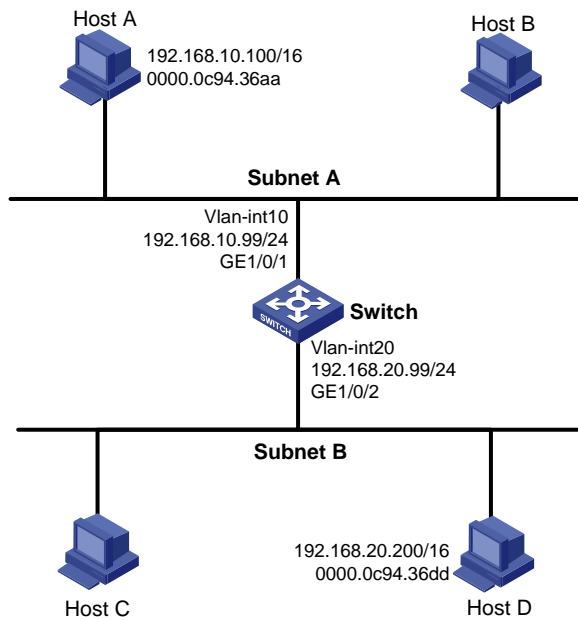 Host A
Host B
192.168.10.100/16
0000.0c94.36aa
Subnet A
Vlan-int10
192.168.10.99/24
GE1/0/1
SWITCH
Switch
Vlan-int20
192.168.20.99/24
GE1/0/2
Subnet B
192.168.20.200/16
0000.0c94.36dd
Host C
Host D